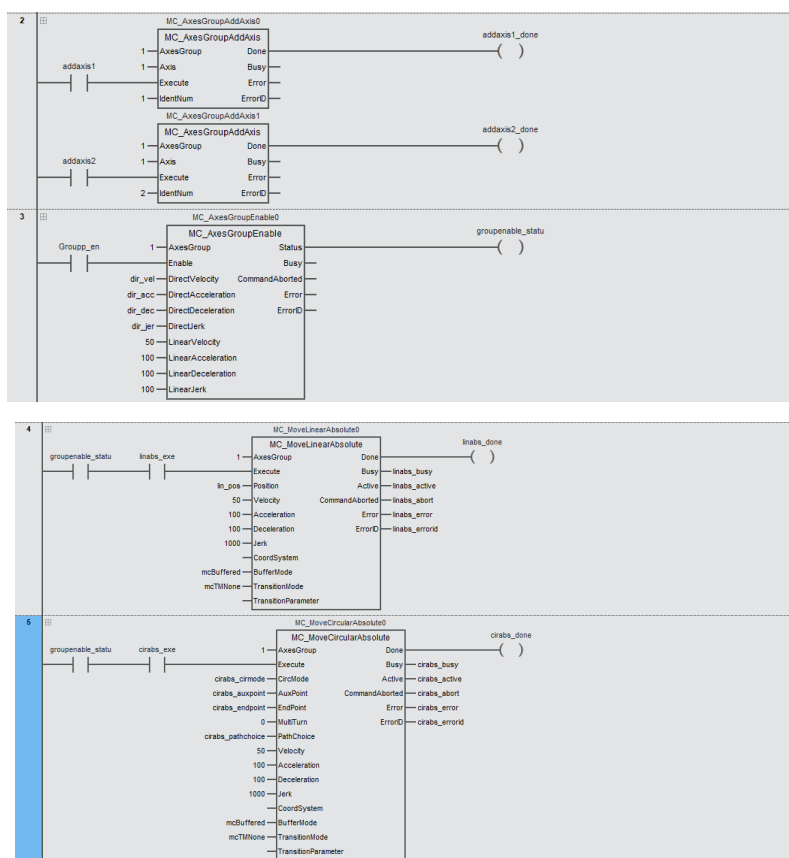 2
MC_AxesGroupAddAxis0
MC_AxesGroupAddAxis
addaxis1_done
1 AxesGroup Done
addaxis1 1 Axis Busy
Execute Error
1 IdentNum ErrorID
MC_AxesGroupAddAxis1
MC_AxesGroupAddAxis
addaxis2_done
1 AxesGroup Done
addaxis2 1 Axis Busy
Execute Error
2 IdentNum ErrorID
3
MC_AxesGroupEnable0
MC_AxesGroupEnable
groupenable_statu
Groupp_en 1 AxesGroup Status
Enable Busy
dir_vel DirectVelocity CommandAborted
dir_acc DirectAcceleration Error
dir_dec DirectDeceleration ErrorID
dir_jer DirectJerk
50 LinearVelocity
100 LinearAcceleration
100 LinearDeceleration
100 LinearJerk
4
MC_MoveLinearAbsolute0
MC_MoveLinearAbsolute
linabs_done
groupenable_statu linabs_exe 1 AxesGroup Done
Execute Busy linabs_busy
lin_pos Position Active linabs_active
50 Velocity CommandAborted linabs_abort
100 Acceleration Error linabs_error
100 Deceleration ErrorID linabs_errorid
1000 Jerk
CoordSystem
mcBuffered BufferMode
mcTMNone TransitionMode
TransitionParameter
5
MC_MoveCircularAbsolute0
MC_MoveCircularAbsolute
cirabs_done
groupenable_statu cirabs_exe 1 AxesGroup Done
Execute Busy cirabs_busy
cirabs_cirmode CircMode Active cirabs_active
cirabs_auxpoint AuxPoint CommandAborted cirabs_abort
cirabs_endpoint EndPoint Error cirabs_error
0 MultiTurn ErrorID cirabs_errorid
cirabs_pathchoice PathChoice
50 Velocity
100 Acceleration
100 Deceleration
1000 Jerk
CoordSystem
mcBuffered BufferMode
mcTMNone TransitionMode
TransitionParameter